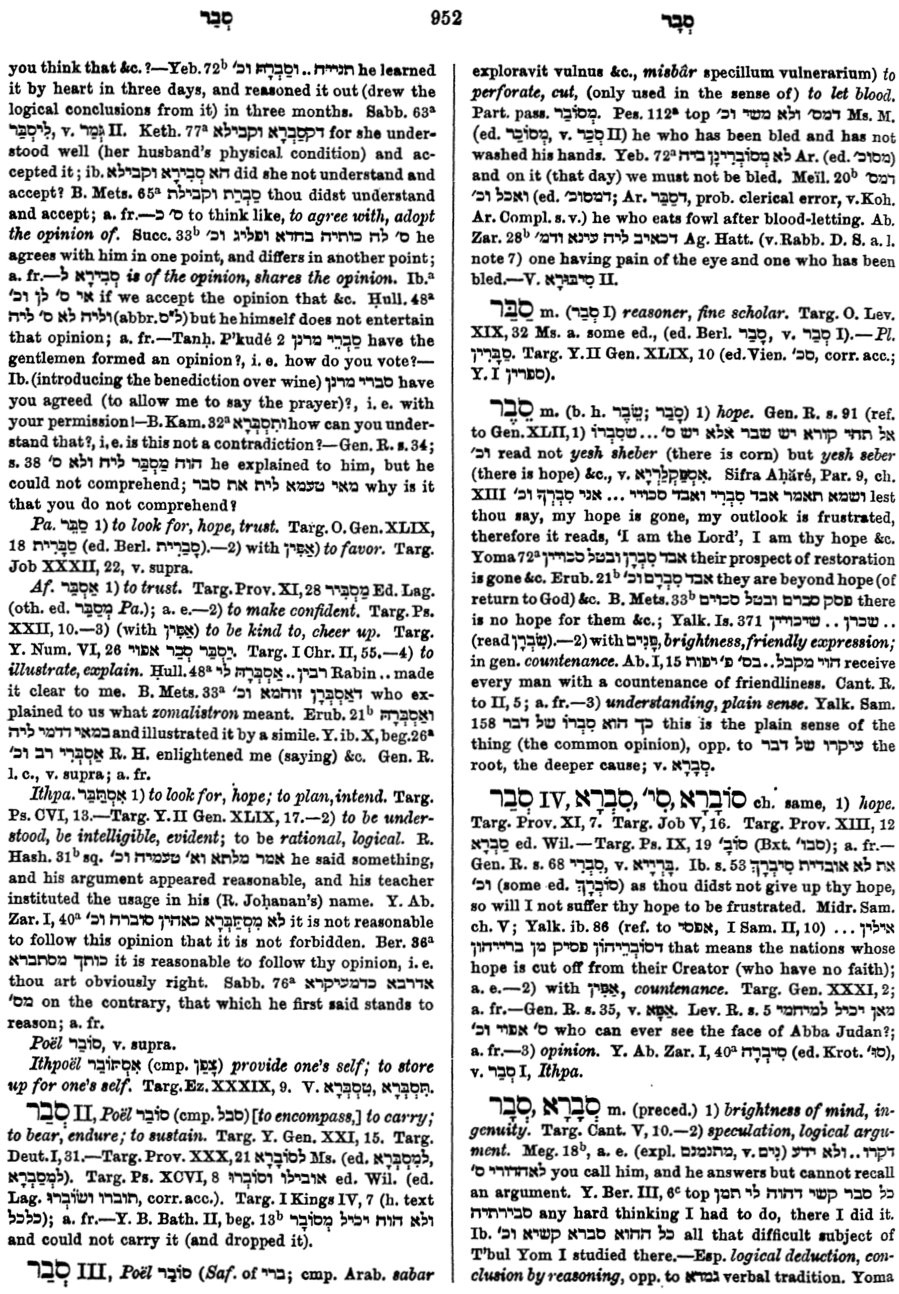 סְבַר
952
סְבָר
you think that &c.?—Yeb. 72ᵇ תנייה .. וסְבָרָהּ וכ׳ he learned
it by heart in three days, and reasoned it out (drew the
logical conclusions from it) in three months. Sabb. 63ᵃ
לִיסְבַּר, v. גְּמַר II. Keth. 77ᵃ דקסָבְרָא וקבילא for she under-
stood well (her husband's physical condition) and ac-
cepted it; ib. הא סְבִירָא וקבילא did she not understand and
accept? B. Mets. 65ᵃ סְבַרְתְּ וקבילת thou didst understand
and accept; a. fr.—ס׳ כ to think like, to agree with, adopt
the opinion of. Succ. 33ᵇ ס׳ לה כותיה בחדא ופליג וכ׳ he
agrees with him in one point, and differs in another point;
a. fr.—סְבִירָא ל is of the opinion, shares the opinion. Ib.ᵃ
אי ס׳ לן וכ׳ if we accept the opinion that &c. Ḥull. 48ᵃ
וליה לא ס׳ ליה (abbr. ל״ס) but he himself does not entertain
that opinion; a. fr.—Tanḥ. P'kudé 2 סָבְרֵי מרנן have the
gentlemen formed an opinion?, i. e. how do you vote?—
Ib. (introducing the benediction over wine) סברי מרנן have
you agreed (to allow me to say the prayer)?, i. e. with
your permission!—B. Kam. 32ᵃ וְתִסְבְּרָא how can you under-
stand that?, i. e. is this not a contradiction?—Gen. R. s. 34;
s. 38 הוה מַסְבַּר ליה ולא ס׳ he explained to him, but he
could not comprehend; מאי טעמא לית את סבר why is it
that you do not comprehend?
Pa. סַבֵּר 1) to look for, hope, trust. Targ. O. Gen. XLIX,
18 סַבָּרִית (ed. Berl. סַבַרִית).—2) with אַפִּין) to favor. Targ.
Job XXXII, 22, v. supra.
Af. אַסְבַּר 1) to trust. Targ. Prov. XI, 28 מַסְבִּיר Ed. Lag.
(oth. ed. מְסַבַּר Pa.); a. e.—2) to make confident. Targ. Ps.
XXII, 10.—3) (with אַפִּין) to be kind to, cheer up. Targ.
Y. Num. VI, 26 יַסְבַּר סְבַר אפוי. Targ. I Chr. II, 55.—4) to
illustrate, explain. Ḥull. 48ᵃ רבין .. אַסְבְּרָהּ לי Rabin .. made
it clear to me. B. Mets. 33ᵃ דאַסְבְּרָן זוהמא וכ׳ who ex-
plained to us what zomalistron meant. Erub. 21ᵇ ואַסְבְּרָהּ
במאי דדמי ליה and illustrated it by a simile. Y. ib. X, beg. 26ᵃ
אַסְבְּרִי רב וכ׳ R. H. enlightened me (saying) &c. Gen. R.
l. c., v. supra; a. fr.
Ithpa. אִסְתַּבַּר 1) to look for, hope; to plan, intend. Targ.
Ps. CVI, 13.—Targ. Y. II Gen. XLIX, 17.—2) to be under-
stood, be intelligible, evident; to be rational, logical. R.
Hash. 31ᵇ sq. אמר מלתא וא׳ טעמיה וכ׳ he said something,
and his argument appeared reasonable, and his teacher
instituted the usage in his (R. Joḥanan's) name. Y. Ab.
Zar. I, 40ᵃ לא מִסְתַּבְּרָא כאהין סוברה וכ׳ it is not reasonable
to follow this opinion that it is not forbidden. Ber. 36ᵃ
כותך מסתברא it is reasonable to follow thy opinion, i. e.
thou art obviously right. Sabb. 76ᵃ אדרבא כדמעיקרא
מס׳ on the contrary, that which he first said stands to
reason; a. fr.
Poël סוֹבַר, v. supra.
Ithpoël אִסְתּוֹבַר (cmp. צָפַן) provide one's self; to store
up for one's self. Targ. Ez. XXXIX, 9. V. תִּסְבְּרָא, טִסְבְּרָא.
סְבַר II, Poël סוֹבַר (cmp. סבל) [to encompass,] to carry;
to bear, endure; to sustain. Targ. Y. Gen. XXI, 15. Targ.
Deut. I, 31.—Targ. Prov. XXX, 21 לסוֹבָרָא Ms. (ed. לְמִסְבְּרָא,
לְמַסְבָּרָא). Targ. Ps. XCVI, 8 אובילו וסוֹבָרוּ ed. Wil. (ed.
Lag. תוברו ושׁוֹבְרוּ, corr. acc.). Targ. I Kings IV, 7 (h. text
כלכל); a. fr.—Y. B. Bath. II, beg. 13ᵇ ולא הוה יכיל מְסוֹבָר
and could not carry it (and dropped it).
סְבַר III, Poël סוֹבַר (Saf. of ברי; cmp. Arab. sabar
exploravit vulnus &c., misbâr specillum vulnerarium) to
perforate, cut, (only used in the sense of) to let blood.
Part. pass. מְסוֹבַר. Pes. 112ᵃ top דמס׳ ולא משי וכ׳ Ms. M.
(ed. מְסוֹכַר, v. סְכַר II) he who has been bled and has not
washed his hands. Yeb. 72ᵃ לא מְסוֹבְרִינָן ביה Ar. (ed. מסוכ׳)
and on it (that day) we must not be bled. Meïl. 20ᵇ דמס׳
ואכל וכ׳ (ed. דמסוכ׳; Ar. דסַבַּר, prob. clerical error, v. Koh.
Ar. Compl. s. v.) he who eats fowl after blood-letting. Ab.
Zar. 28ᵇ דכאיב ליה עינא ודמ׳ Ag. Hatt. (v. Rabb. D. S. a. l.
note 7) one having pain of the eye and one who has been
bled.—V. סִיבּוּרָא II.
סַבָּר m. (סְבַר I) reasoner, fine scholar. Targ. O. Lev.
XIX, 32 Ms. a. some ed., (ed. Berl. סָבַר, v. סְבַר I).—Pl.
סַבָּרִין. Targ. Y. II Gen. XLIX, 10 (ed. Vien. סכ׳, corr. acc.;
Y. I ספרין).
סֵבֶר m. (b. h. שֵׂבֶר; סָבַר) 1) hope. Gen. R. s. 91 (ref.
to Gen. XLII, 1) אל תהי קורא יש שבר אלא יש ס׳ ... שסִבְרוֹ
וכ׳ read not yesh sheber (there is corn) but yesh seber
(there is hope) &c., v. אִסְפַּקְלַרְיָא. Sifra Aḥăré, Par. 9, ch.
XIII ושמא תאמר אבד סִבְרִי ואבד סכויי ... אני סִבְרְךָ וכ׳ lest
thou say, my hope is gone, my outlook is frustrated,
therefore it reads, 'I am the Lord', I am thy hope &c.
Yoma 72ᵃ אבד סִבְרָן ובטל סכוייין their prospect of restoration
is gone &c. Erub. 21ᵇ אבד סִבְרָם וכ׳ they are beyond hope (of
return to God) &c. B. Mets. 33ᵇ פסק סברם ובטל סכוים there
is no hope for them &c.; Yalk. Is. 371 שכרן .. שיכוייין ..
(read שִׂבְרָן).—2) with פָּנִים, brightness, friendly expression;
in gen. countenance. Ab. I, 15 הוי מקבל .. בס׳ פ׳ יפות receive
every man with a countenance of friendliness. Cant. R.
to II, 5; a. fr.—3) understanding, plain sense. Yalk. Sam.
158 כך הוא סִבְרוֹ של דבר this is the plain sense of the
thing (the common opinion), opp. to עיקרו של דבר the
root, the deeper cause; v. סְבָרָא.
סְבַר IV, סִבְרָא, סִי׳, סוֹבְרָא ch. same, 1) hope.
Targ. Prov. XI, 7. Targ. Job V, 16. Targ. Prov. XIII, 12
סְבָרָא ed. Wil.—Targ. Ps. IX, 19 סוֹבְ׳ (Bxt. סבוּ׳); a. fr.—
Gen. R. s. 68 סִבְרִי, v. בָּרְיָיא. Ib. s. 53 את לא אובדית סִיבְרָךְ
וכ׳ (some ed. סוֹבְרָךְ) as thou didst not give up thy hope,
so will I not suffer thy hope to be frustrated. Midr. Sam.
ch. V; Yalk. ib. 86 (ref. to אפסי, I Sam. II, 10) ... אילין
דסוֹבְרֵיהוֹן פסיק מן ברייהון that means the nations whose
hope is cut off from their Creator (who have no faith);
a. e.—2) with אַפִּין, countenance. Targ. Gen. XXXI, 2;
a. fr.—Gen. R. s. 35, v. אַפָּא. Lev. R. s. 5 מאן יכיל למיחמי
ס׳ אפוי וכ׳ who can ever see the face of Abba Judan?;
a. fr.—3) opinion. Y. Ab. Zar. I, 40ᵃ סִיבְרָה (ed. Krot. סוֹ׳),
v. סְבַר I, Ithpa.
סְבָר, סְבָרָא m. (preced.) 1) brightness of mind, in-
genuity. Targ. Cant. V, 10.—2) speculation, logical argu-
ment. Meg. 18ᵇ, a. e. (expl. מתנמנם, v. נִים) דקרו .. ולא ידע
לאהדורי ס׳ you call him, and he answers but cannot recall
an argument. Y. Ber. III, 6ᶜ top כל סבר קשי דהוה לי תמן
סבירתיה any hard thinking I had to do, there I did it.
Ib. כל ההוא סברא קשיא וכ׳ all that difficult subject of
T'bul Yom I studied there.—Esp. logical deduction, con-
clusion by reasoning, opp. to גמרא verbal tradition. Yoma